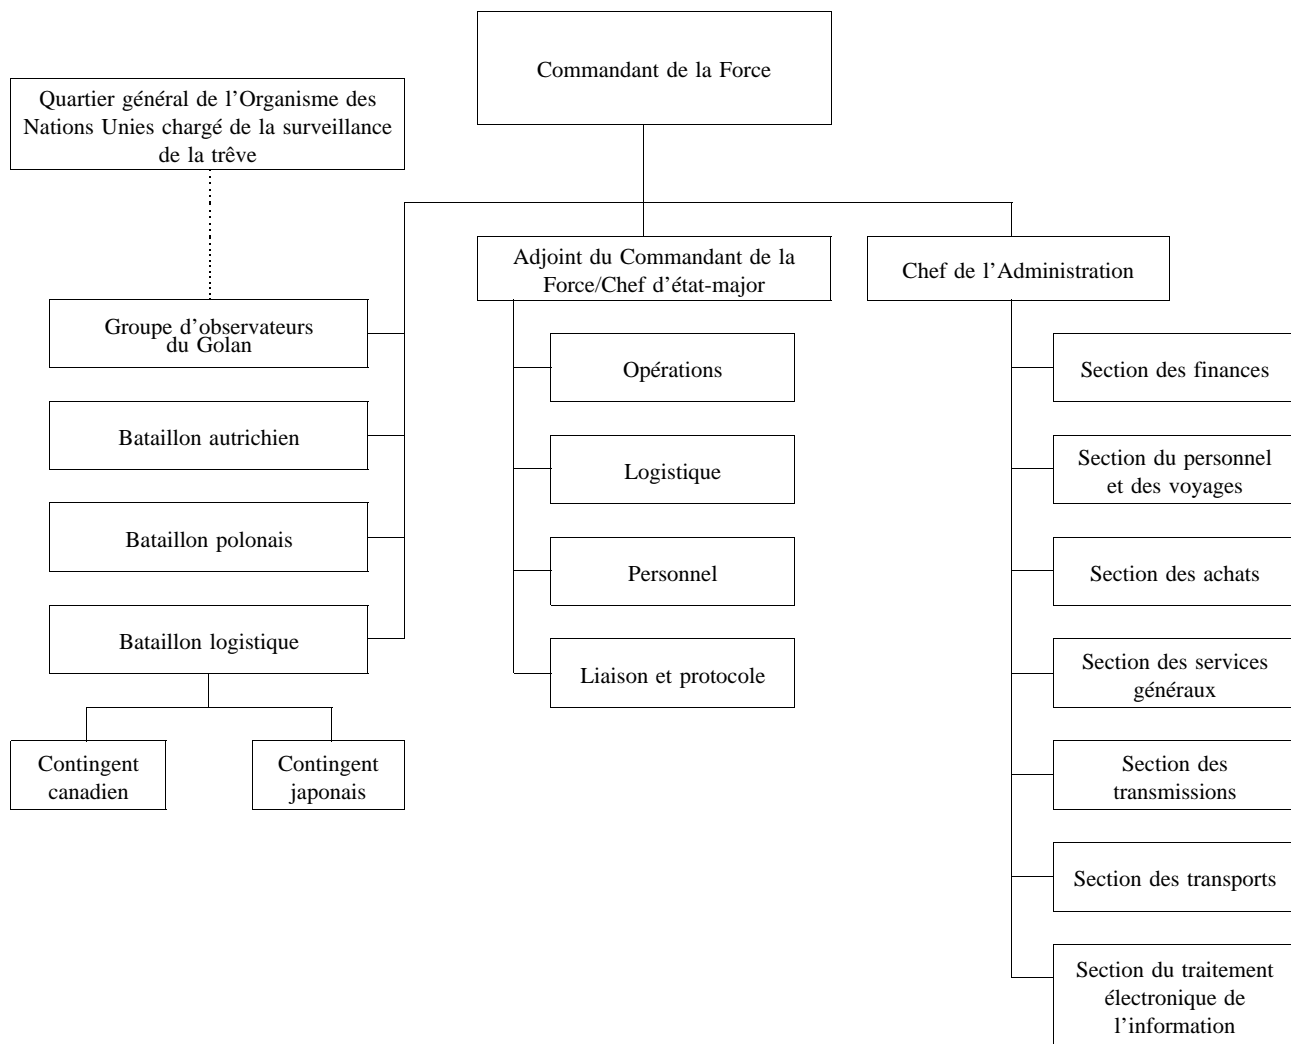 Commandant de la Force
Quartier général de l’Organisme des
Nations Unies chargé de la surveillance
de la trêve
Adjoint du Commandant de la
Force/Chef d’état-major
Chef de l’Administration
Groupe d’observateurs
du Golan
Bataillon autrichien
Bataillon polonais
Bataillon logistique
Contingent
canadien
Contingent
japonais
Opérations
Logistique
Personnel
Liaison et protocole
Section des finances
Section du personnel
et des voyages
Section des achats
Section des services
généraux
Section des
transmissions
Section des transports
Section du traitement
électronique de
l’information